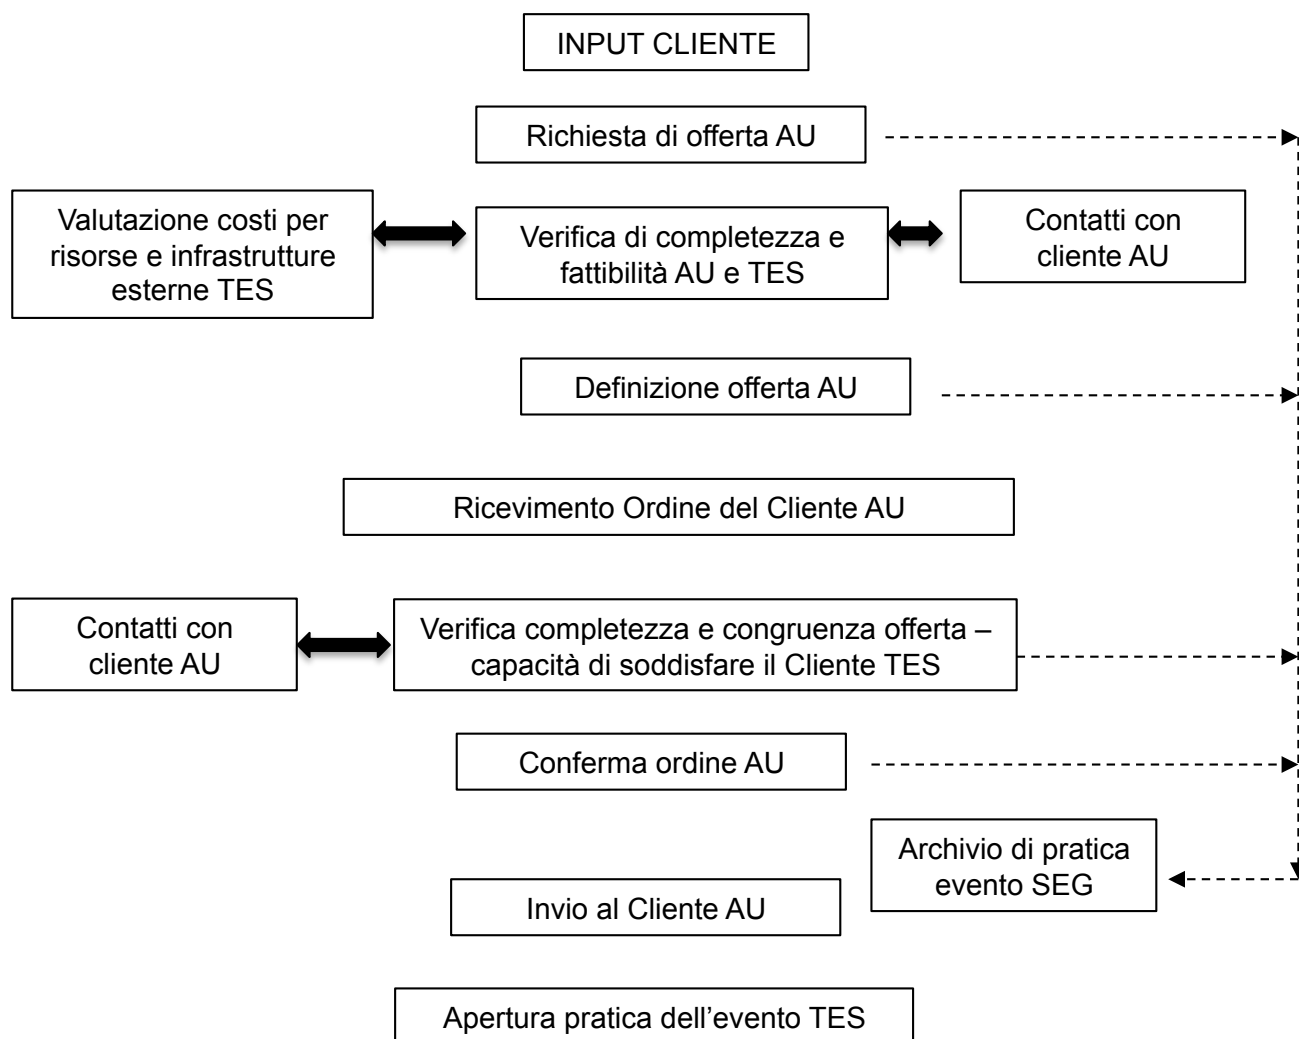 INPUT CLIENTE
Richiesta di offerta AU
Valutazione costi per
risorse e infrastrutture
esterne TES
Verifica di completezza e
fattibilità AU e TES
Contatti con
cliente AU
Definizione offerta AU
Ricevimento Ordine del Cliente AU
Contatti con
cliente AU
Verifica completezza e congruenza offerta –
capacità di soddisfare il Cliente TES
Conferma ordine AU
Archivio di pratica
evento SEG
Invio al Cliente AU
Apertura pratica dell’evento TES